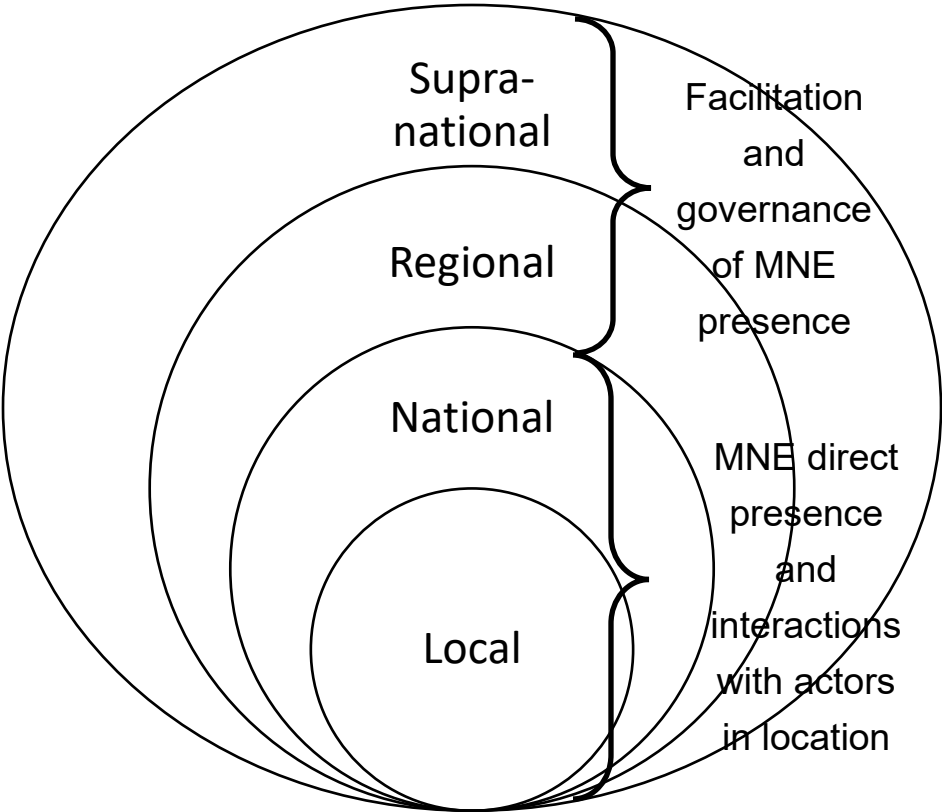 Supra-
national
Regional
National
Local
Facilitation
and
governance
of MNE
presence
MNE direct
presence
and
interactions
with actors
in location